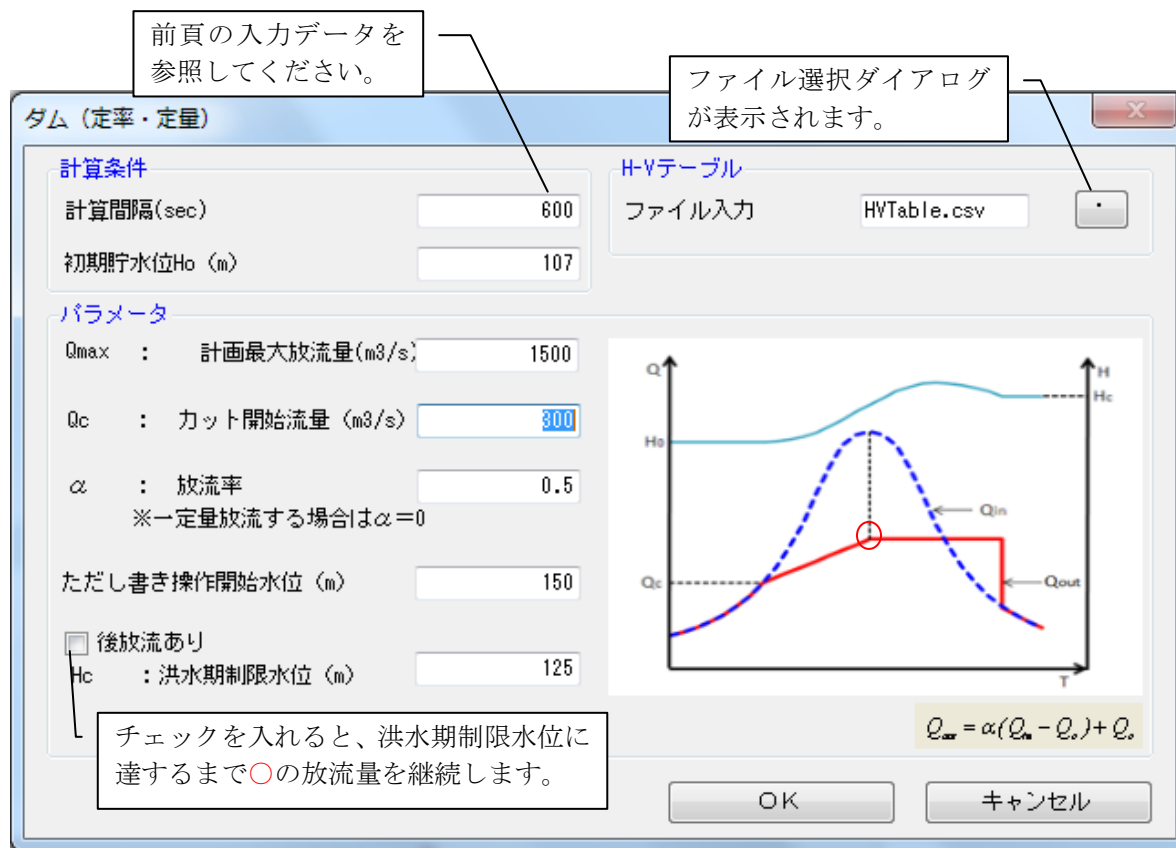 前頁の入力データを
参照してください。
ファイル選択ダイアログ
が表示されます。
ダム（定率・定量）
計算条件
計算間隔(sec) 600
初期貯水位Ho (m) 107
H-Vテーブル
ファイル入力 HVTable.csv
パラメータ
Qmax : 計画最大放流量(m3/s) 1500
Qc : カット開始流量 (m3/s) 800
α : 放流率 0.5
※一定量放流する場合はα＝0
ただし書き操作開始水位 (m) 150
後放流あり
Hc : 洪水期制限水位 (m) 125
Q
H
Hc
Ho
Qin
Qc
Qout
T
Qout = α(Qin - Qc) + Qc
チェックを入れると、洪水期制限水位に
達するまで○の放流量を継続します。
OK
キャンセル